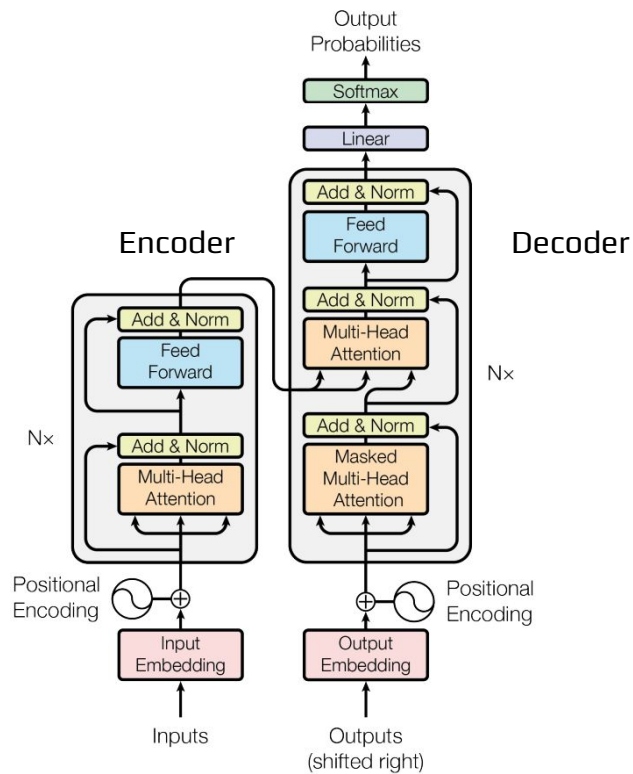 Output
Probabilities
Softmax
Linear
Add & Norm
Feed
Forward
Add & Norm
Multi-Head
Attention
Add & Norm
Masked
Multi-Head
Attention
Decoder
N×
Encoder
Add & Norm
Feed
Forward
Add & Norm
Multi-Head
Attention
N×
Positional
Encoding
Positional
Encoding
Input
Embedding
Output
Embedding
Inputs
Outputs
(shifted right)